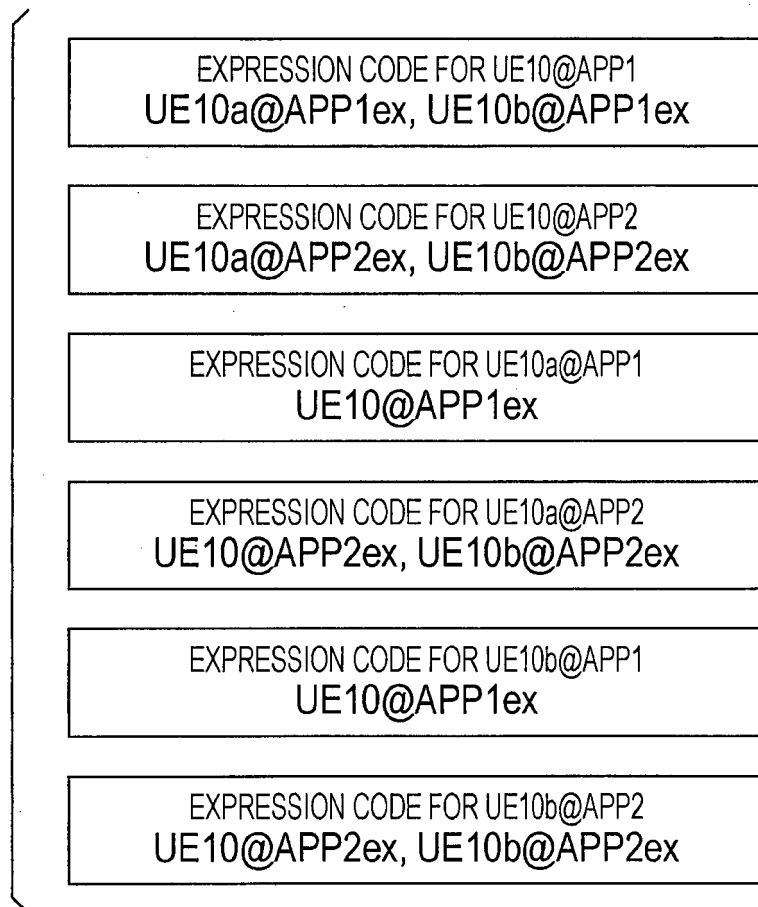 EXPRESSION CODE FOR UE10@APP1
UE10a@APP1ex, UE10b@APP1ex
EXPRESSION CODE FOR UE10@APP2
UE10a@APP2ex, UE10b@APP2ex
EXPRESSION CODE FOR UE10a@APP1
UE10@APP1ex
EXPRESSION CODE FOR UE10a@APP2
UE10@APP2ex, UE10b@APP2ex
EXPRESSION CODE FOR UE10b@APP1
UE10@APP1ex
EXPRESSION CODE FOR UE10b@APP2
UE10@APP2ex, UE10b@APP2ex